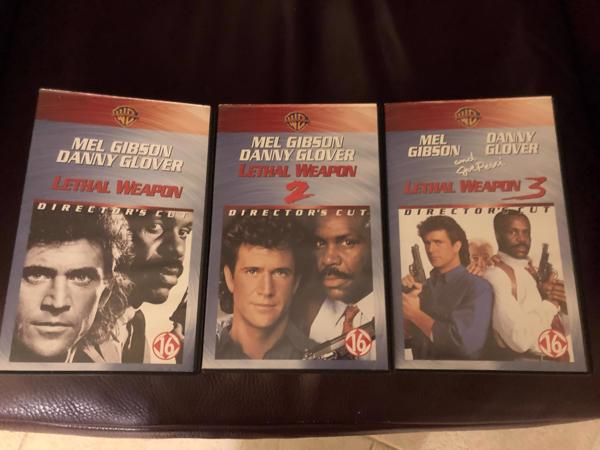 WB
MEL GIBSON
DANNY GLOVER
LETHAL WEAPON
DIRECTOR'S CUT
16
WB
MEL GIBSON
DANNY GLOVER
LETHAL WEAPON
2
DIRECTOR'S CUT
16
WB
MEL GIBSON
DANNY GLOVER
and
Joe Pesci
LETHAL WEAPON 3
DIRECTOR'S CUT
16